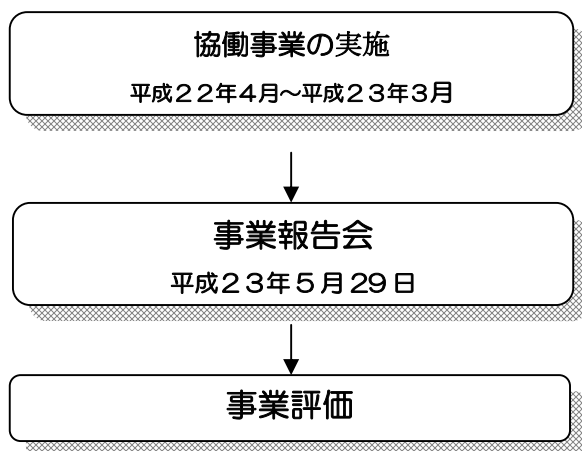 協働事業の実施
平成２２年４月～平成２３年３月
事業報告会
平成２３年５月29日
事業評価